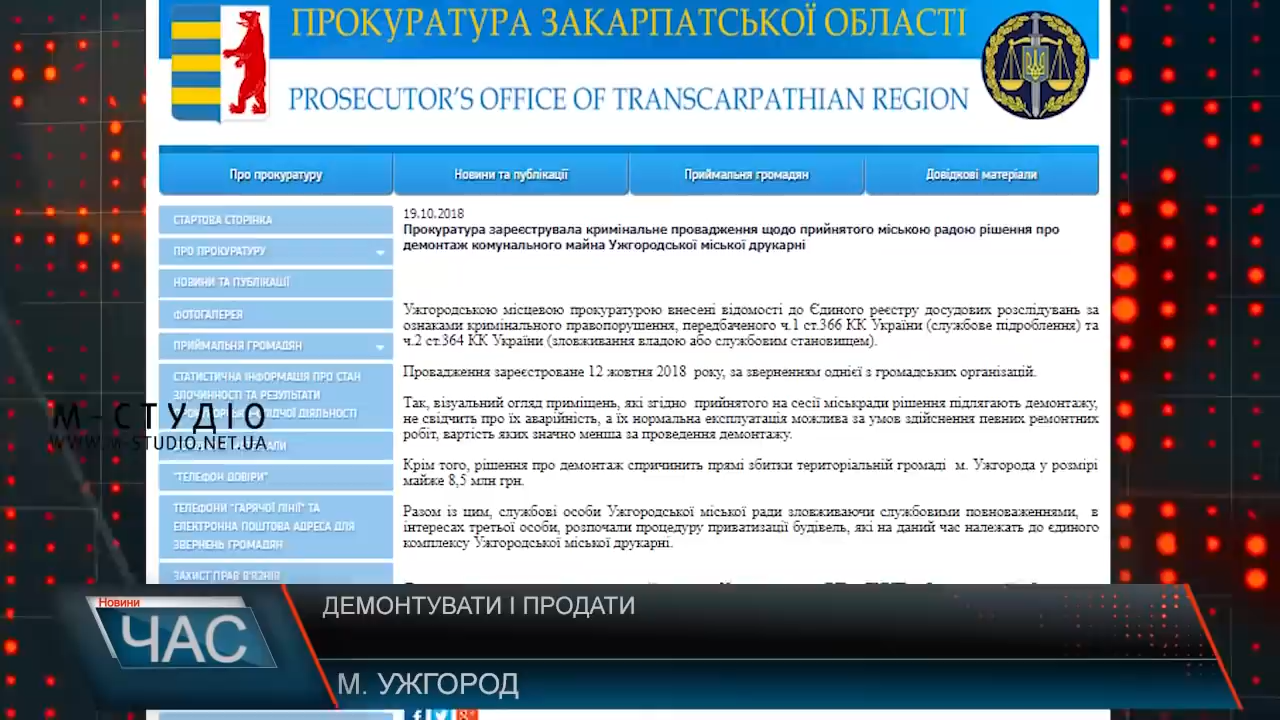 ПРОКУРАТУРА ЗАКАРПАТСЬКОЇ ОБЛАСТІ
PROSECUTOR'S OFFICE OF TRANSCARPATHIAN REGION
Про прокуратуру
Новини та публікації
Приймальня громадян
Довідкові матеріали
СТАРТОВА СТОРІНКА
ПРО ПРОКУРАТУРУ
НОВИНИ ТА ПУБЛІКАЦІЇ
ФОТОГАЛЕРЕЯ
ПРИЙМАЛЬНЯ ГРОМАДЯН
СТАТИСТИЧНА ІНФОРМАЦІЯ ПРО СТАН
ЗЛОЧИННОСТІ ТА РЕЗУЛЬТАТИ
ДІЯЛЬНОСТІ
М-СТУДІО
WWW.M-STUDIO.NET.UA
"ТЕЛЕФОН ДОВІРИ"
ТЕЛЕФОНИ "ГАРЯЧОЇ ЛІНІЇ" ТА
ЕЛЕКТРОННА ПОШТОВА АДРЕСА ДЛЯ
ЗВЕРНЕНЬ ГРОМАДЯН
ЗАХИСТ ПРАВ В'ЯЗНІВ
19.10.2018
Прокуратура зареєструвала кримінальне провадження щодо прийнятого міською радою рішення про
демонтаж комунального майна Ужгородської міської друкарні
Ужгородською місцевою прокуратурою внесені відомості до Єдиного реєстру досудових розслідувань за
ознаками кримінального правопорушення, передбаченого ч.1 ст.366 КК України (службове підроблення) та
ч.2 ст.364 КК України (зловживання владою або службовим становищем).
Провадження зареєстроване 12 жовтня 2018 року, за зверненням однієї з громадських організацій.
Так, візуальний огляд приміщень, які згідно прийнятого на сесії міськради рішення підлягають демонтажу,
не свідчить про їх аварійність, а їх нормальна експлуатація можлива за умов здійснення певних ремонтних
робіт, вартість яких значно менша за проведення демонтажу.
Крім того, рішення про демонтаж спричинить прямі збитки територіальній громаді м. Ужгорода у розмірі
майже 8,5 млн грн.
Разом із цим, службові особи Ужгородської міської ради зловживаючи службовими повноваженнями, в
інтересах третьої особи, розпочали процедуру приватизації будівель, які на даний час належать до єдиного
комплексу Ужгородської міської друкарні.
Новини
ЧАС
ДЕМОНТУВАТИ І ПРОДАТИ
М. УЖГОРОД